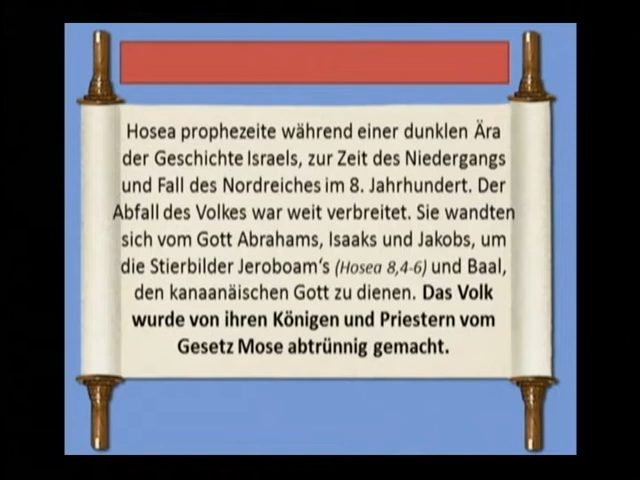 Hosea prophezeite während einer dunklen Ära
der Geschichte Israels, zur Zeit des Niedergangs
und Fall des Nordreiches im 8. Jahrhundert. Der
Abfall des Volkes war weit verbreitet. Sie wandten
sich vom Gott Abrahams, Isaaks und Jakobs, um
die Stierbilder Jeroboam's (Hosea 8,4-6) und Baal,
den kanaanäischen Gott zu dienen. Das Volk
wurde von ihren Königen und Priestern vom
Gesetz Mose abtrünnig gemacht.